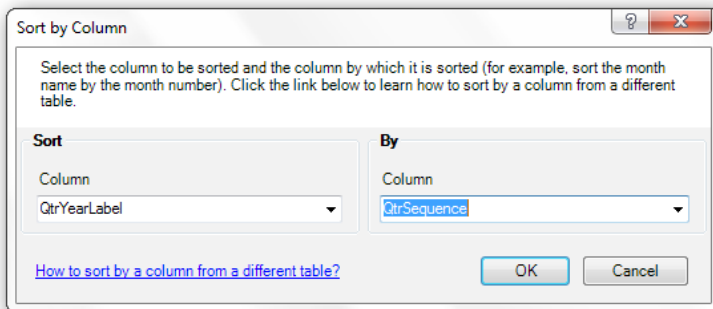 Sort by Column
Select the column to be sorted and the column by which it is sorted (for example, sort the month
name by the month number). Click the link below to learn how to sort by a column from a different
table.
Sort
By
Column
Column
QtrYearLabel
QtrSequence
How to sort by a column from a different table?
OK
Cancel